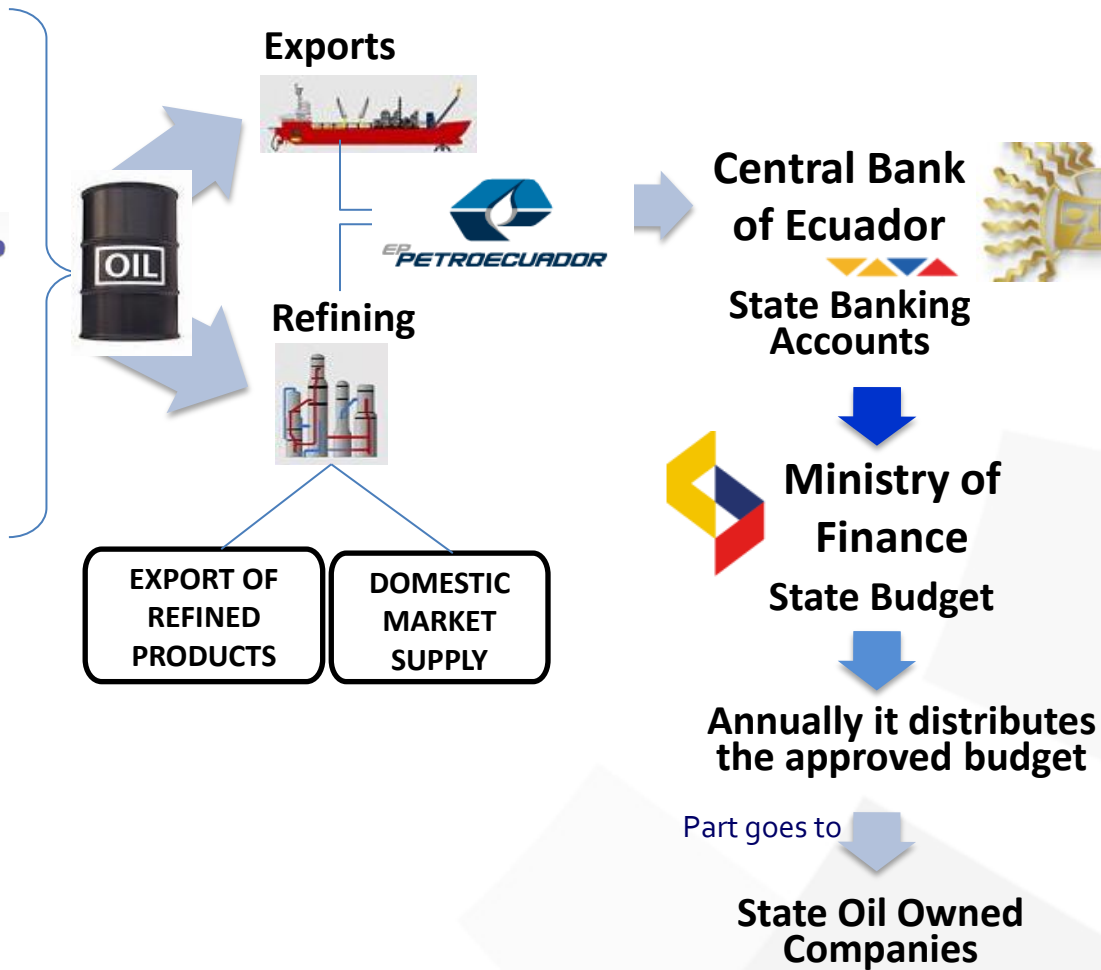 Exports
OIL
EP PETROECUADOR
Refining
EXPORT OF
REFINED
PRODUCTS
DOMESTIC
MARKET
SUPPLY
Central Bank
of Ecuador
State Banking
Accounts
Ministry of
Finance
State Budget
Annually it distributes
the approved budget
Part goes to
State Oil Owned
Companies